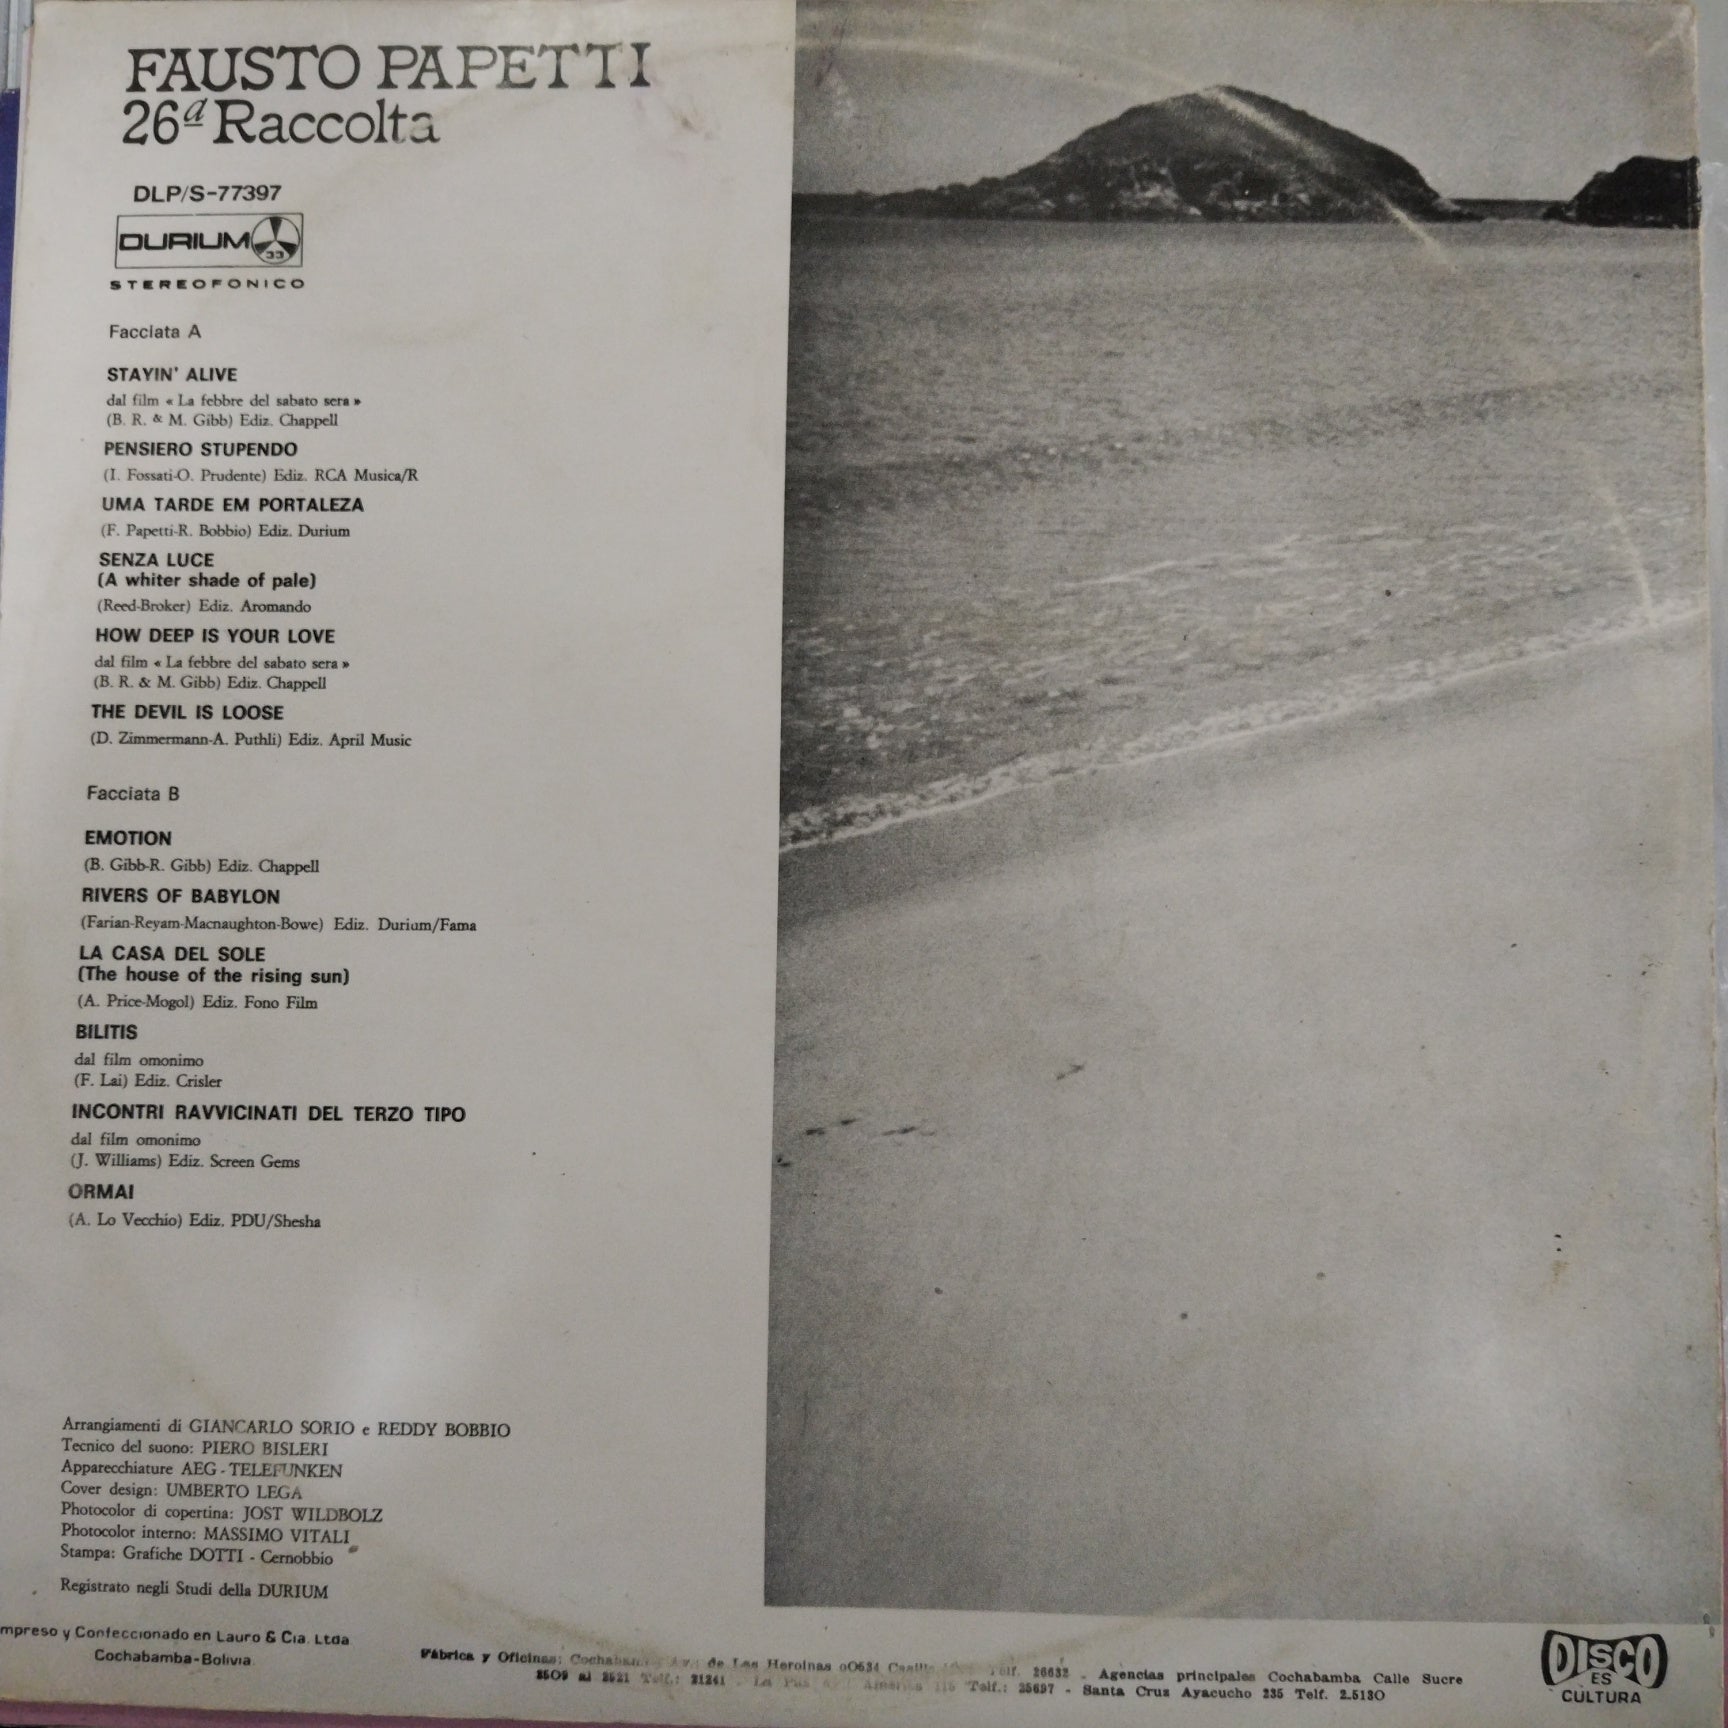 FAUSTO PAPETTI
26ª Raccolta
DLP/S-77397
DURIUM 33
STEREOFONICO
Facciata A
STAYIN' ALIVE
dal film « La febbre del sabato sera »
(B. R. & M. Gibb) Ediz. Chappell
PENSIERO STUPENDO
(I. Fossati-O. Prudente) Ediz. RCA Musica/R
UMA TARDE EM PORTALEZA
(F. Papetti-R. Bobbio) Ediz. Durium
SENZA LUCE
(A whiter shade of pale)
(Reed-Broker) Ediz. Aromando
HOW DEEP IS YOUR LOVE
dal film « La febbre del sabato sera »
(B. R. & M. Gibb) Ediz. Chappell
THE DEVIL IS LOOSE
(D. Zimmermann-A. Puthli) Ediz. April Music
Facciata B
EMOTION
(B. Gibb-R. Gibb) Ediz. Chappell
RIVERS OF BABYLON
(Farian-Reyam-Macnaughton-Bowe) Ediz. Durium/Fama
LA CASA DEL SOLE
(The house of the rising sun)
(A. Price-Mogol) Ediz. Fono Film
BILITIS
dal film omonimo
(F. Lai) Ediz. Crisler
INCONTRI RAVVICINATI DEL TERZO TIPO
dal film omonimo
(J. Williams) Ediz. Screen Gems
ORMAI
(A. Lo Vecchio) Ediz. PDU/Shesha
Arrangiamenti di GIANCARLO SORIO e REDDY BOBBIO
Tecnico del suono: PIERO BISLERI
Apparecchiature AEG - TELEFUNKEN
Cover design: UMBERTO LEGA
Photocolor di copertina: JOST WILDBOLZ
Photocolor interno: MASSIMO VITALI
Stampa: Grafiche DOTTI - Cernobbio
Registrato negli Studi della DURIUM
mpreso y Confeccionado en Lauro & Cia. Ltda
Cochabamba-Bolivia
Fábrica y Oficinas: de Las Heroinas 26632 - Agencias principales Cochabamba Calle Sucre
2509 al 2521 Telf.: 21241 - Telf.: 25697 - Santa Cruz Ayacucho 235 Telf. 2.5130
DISCO
ES
CULTURA